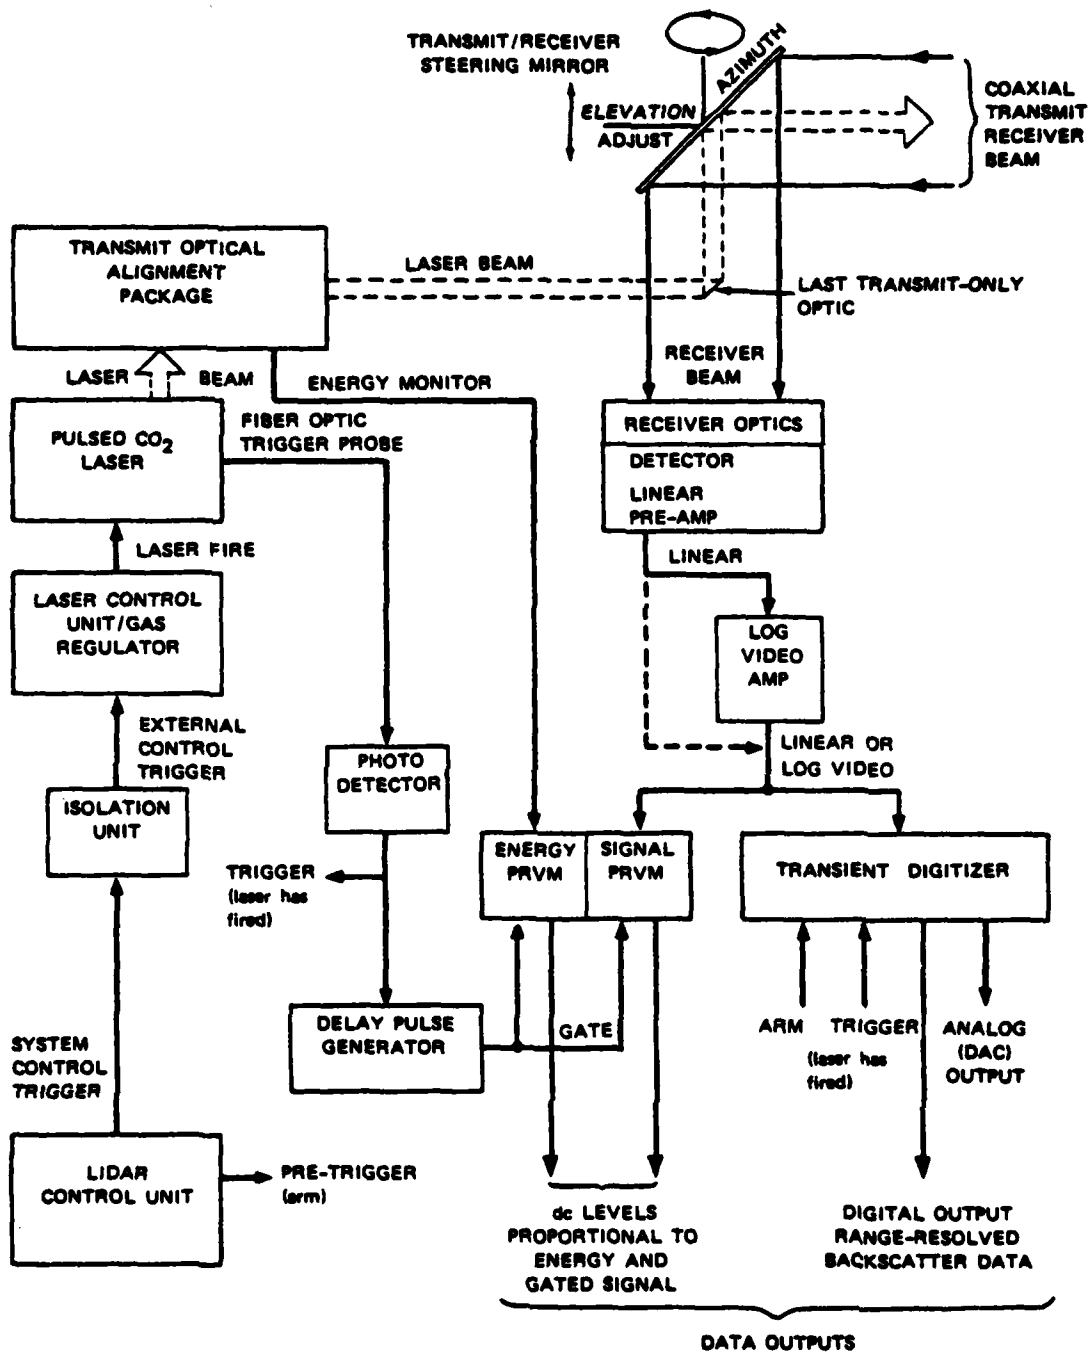 TRANSMIT/RECEIVER
STEERING MIRROR
AZIMUTH
ELEVATION
ADJUST
COAXIAL
TRANSMIT
RECEIVER
BEAM
TRANSMIT OPTICAL
ALIGNMENT
PACKAGE
LASER BEAM
LAST TRANSMIT-ONLY
OPTIC
RECEIVER
BEAM
LASER BEAM
ENERGY MONITOR
FIBER OPTIC
TRIGGER PROBE
PULSED CO2
LASER
RECEIVER OPTICS
DETECTOR
LINEAR
PRE-AMP
LINEAR
LASER FIRE
LASER CONTROL
UNIT/GAS
REGULATOR
LOG
VIDEO
AMP
EXTERNAL
CONTROL
TRIGGER
LINEAR OR
LOG VIDEO
PHOTO
DETECTOR
ISOLATION
UNIT
ENERGY
PRVM
SIGNAL
PRVM
TRANSIENT DIGITIZER
TRIGGER
(laser has
fired)
DELAY PULSE
GENERATOR
GATE
ARM
TRIGGER
(laser has
fired)
ANALOG
(DAC)
OUTPUT
SYSTEM
CONTROL
TRIGGER
LIDAR
CONTROL UNIT
PRE-TRIGGER
(arm)
dc LEVELS
PROPORTIONAL TO
ENERGY AND
GATED SIGNAL
DIGITAL OUTPUT
RANGE-RESOLVED
BACKSCATTER DATA
DATA OUTPUTS